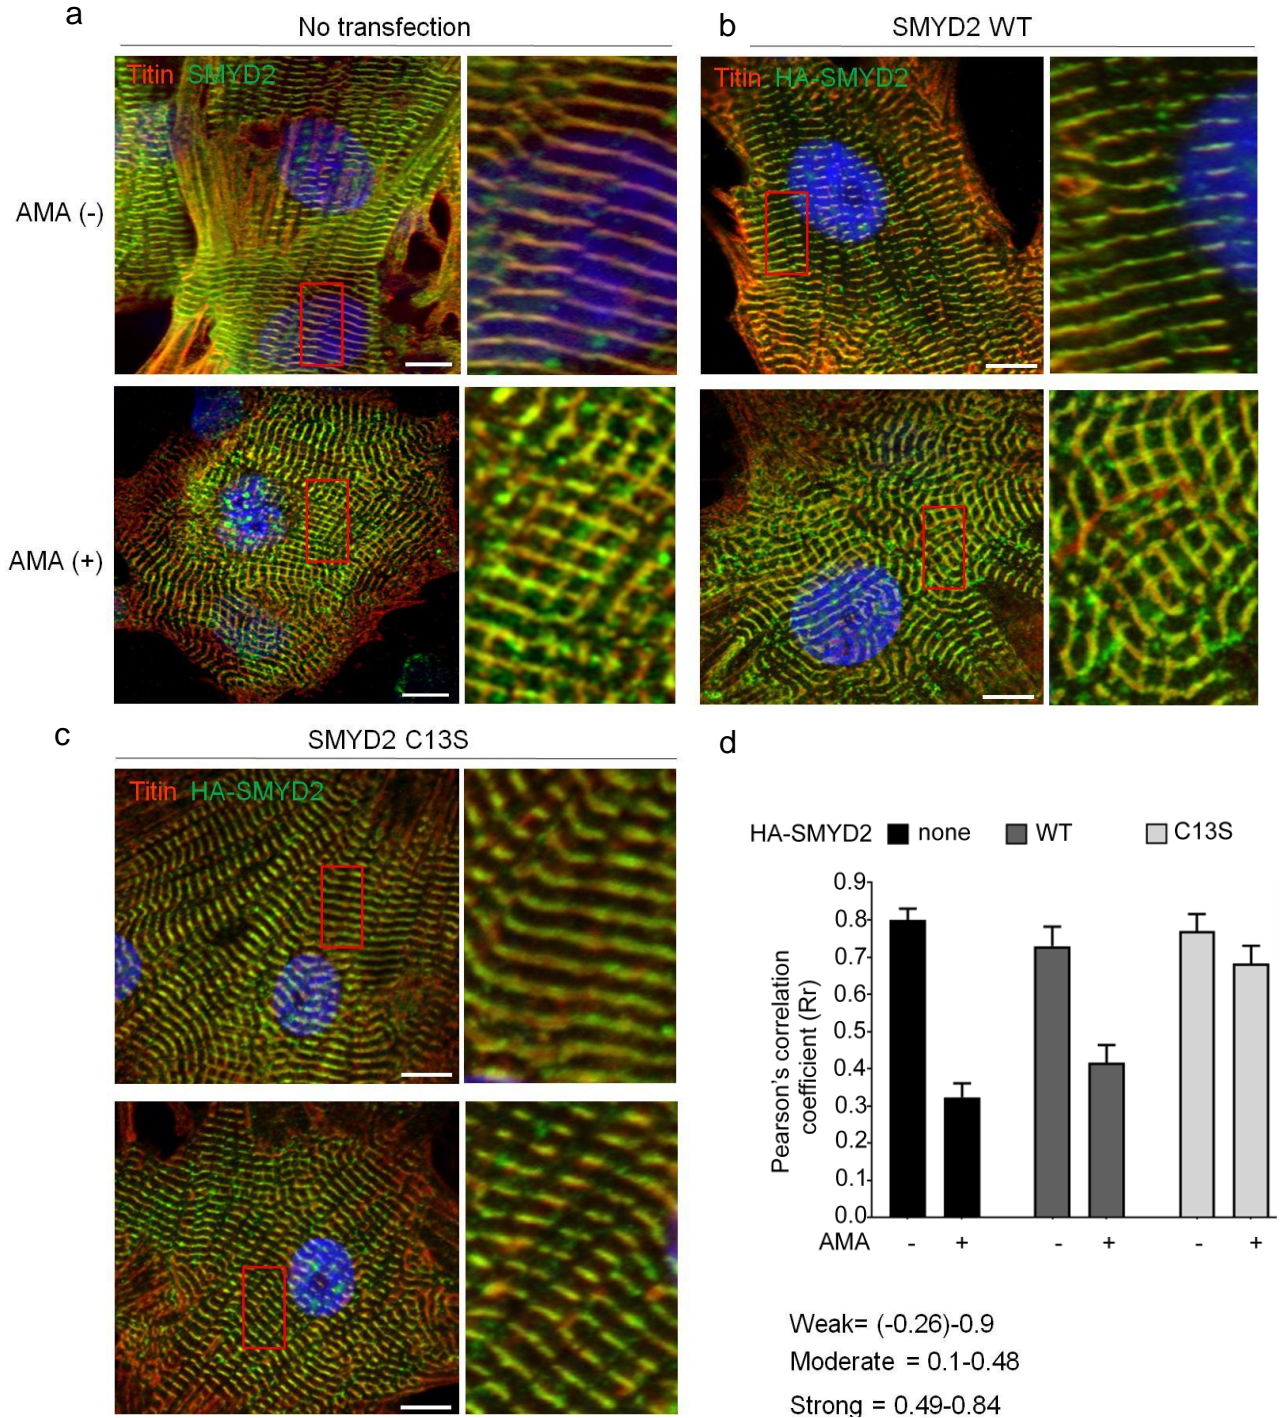 a
No transfection
Titin SMYD2
AMA (-)
AMA (+)
b
SMYD2 WT
Titin HA-SMYD2
c
SMYD2 C13S
Titin HA-SMYD2
d
HA-SMYD2 none WT C13S
Pearson's correlation
coefficient (Rr)
0.9
0.8
0.7
0.6
0.5
0.4
0.3
0.2
0.1
0.0
AMA - + - + - +
Weak= (-0.26)-0.9
Moderate = 0.1-0.48
Strong = 0.49-0.84